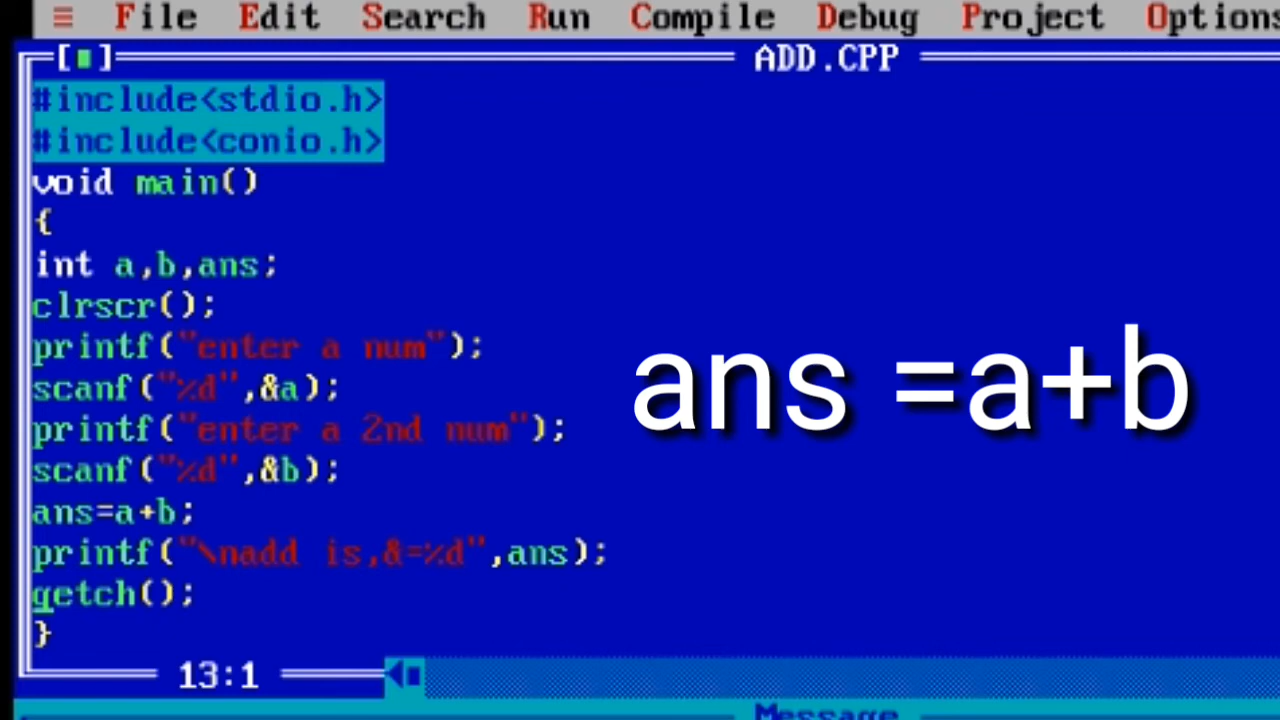 ≡ File Edit Search Run Compile Debug Project Options
[▮] ADD.CPP
#include<stdio.h>
#include<conio.h>
void main()
{
int a,b,ans;
clrscr();
printf("enter a num");
scanf("%d",&a);
printf("enter a 2nd num");
scanf("%d",&b);
ans=a+b;
printf("\nadd is,&=%d",ans);
getch();
}
ans =a+b
13:1
Message